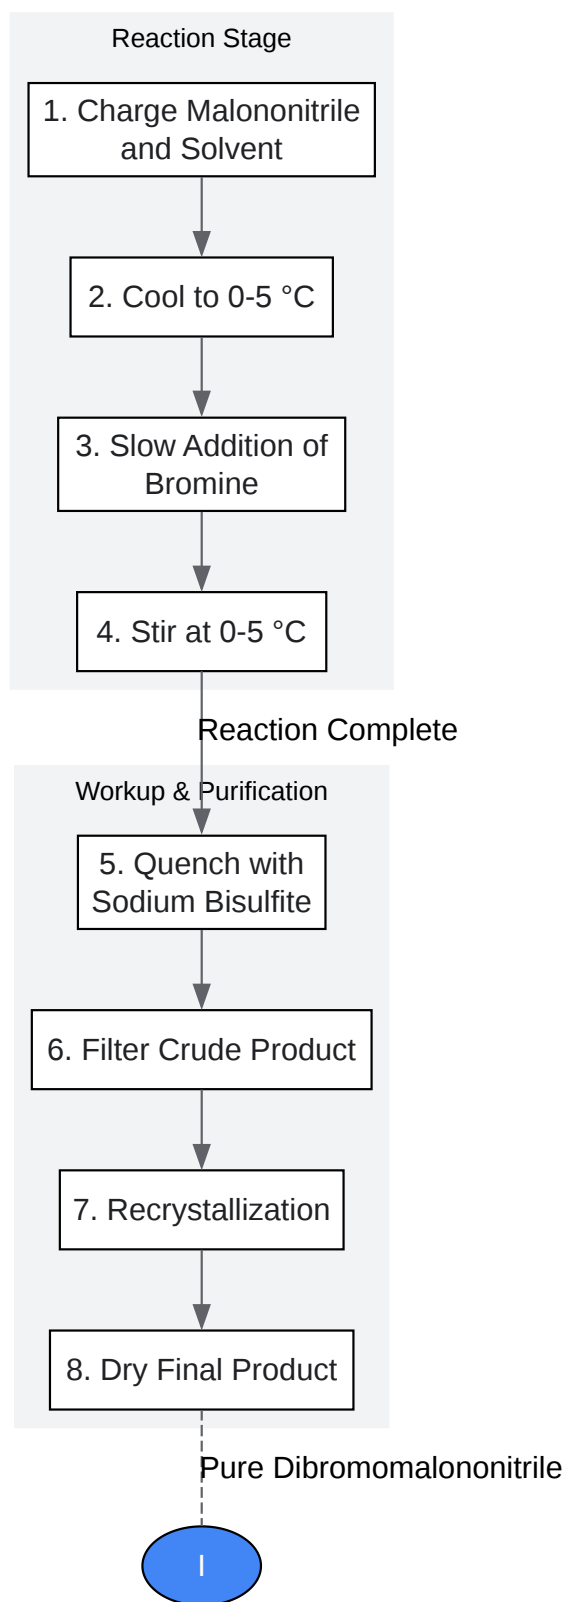 Reaction Stage
1. Charge Malononitrile
and Solvent
2. Cool to 0-5 °C
3. Slow Addition of
Bromine
4. Stir at 0-5 °C
Reaction Complete
Workup & Purification
5. Quench with
Sodium Bisulfite
6. Filter Crude Product
7. Recrystallization
8. Dry Final Product
Pure Dibromomalononitrile
I